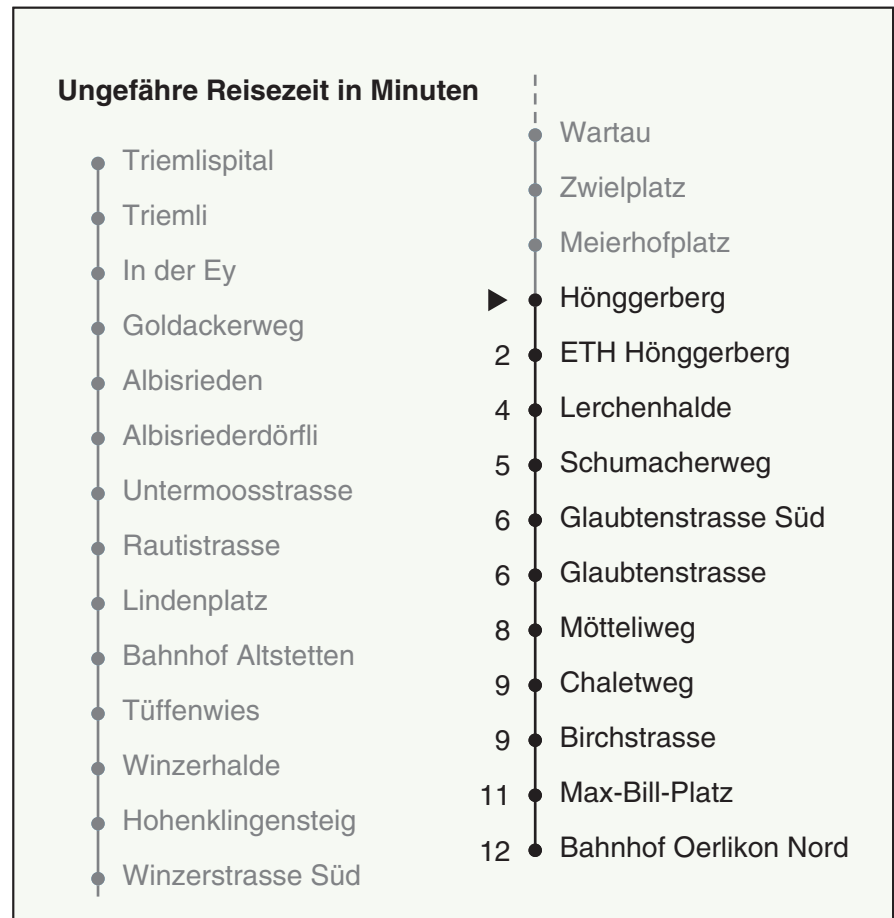 Ungefähre Reisezeit in Minuten
Triemlispital
Triemli
In der Ey
Goldackerweg
Albisrieden
Albisriederdörfli
Untermoosstrasse
Rautistrasse
Lindenplatz
Bahnhof Altstetten
Tüffenwies
Winzerhalde
Hohenklingensteig
Winzerstrasse Süd
Wartau
Zwielplatz
Meierhofplatz
Hönggerberg
2 ETH Hönggerberg
4 Lerchenhalde
5 Schumacherweg
6 Glaubtenstrasse Süd
6 Glaubtenstrasse
8 Mötteliweg
9 Chaletweg
9 Birchstrasse
11 Max-Bill-Platz
12 Bahnhof Oerlikon Nord